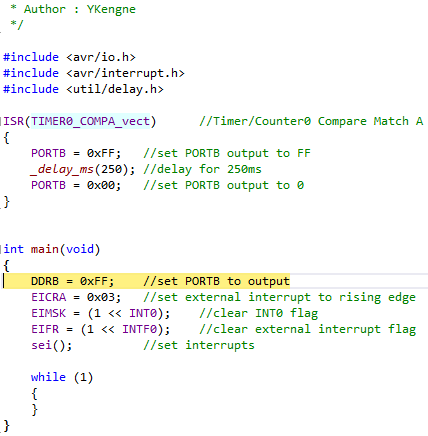 * Author : YKengne
*/
#include <avr/io.h>
#include <avr/interrupt.h>
#include <util/delay.h>
ISR(TIMER0_COMPA_vect) //Timer/Counter0 Compare Match A
{
PORTB = 0xFF; //set PORTB output to FF
_delay_ms(250); //delay for 250ms
PORTB = 0x00; //set PORTB output to 0
}
int main(void)
{
DDRB = 0xFF; //set PORTB to output
EICRA = 0x03; //set external interrupt to rising edge
EIMSK = (1 << INT0); //clear INT0 flag
EIFR = (1 << INTF0); //clear external interrupt flag
sei(); //set interrupts
while (1)
{
}
}